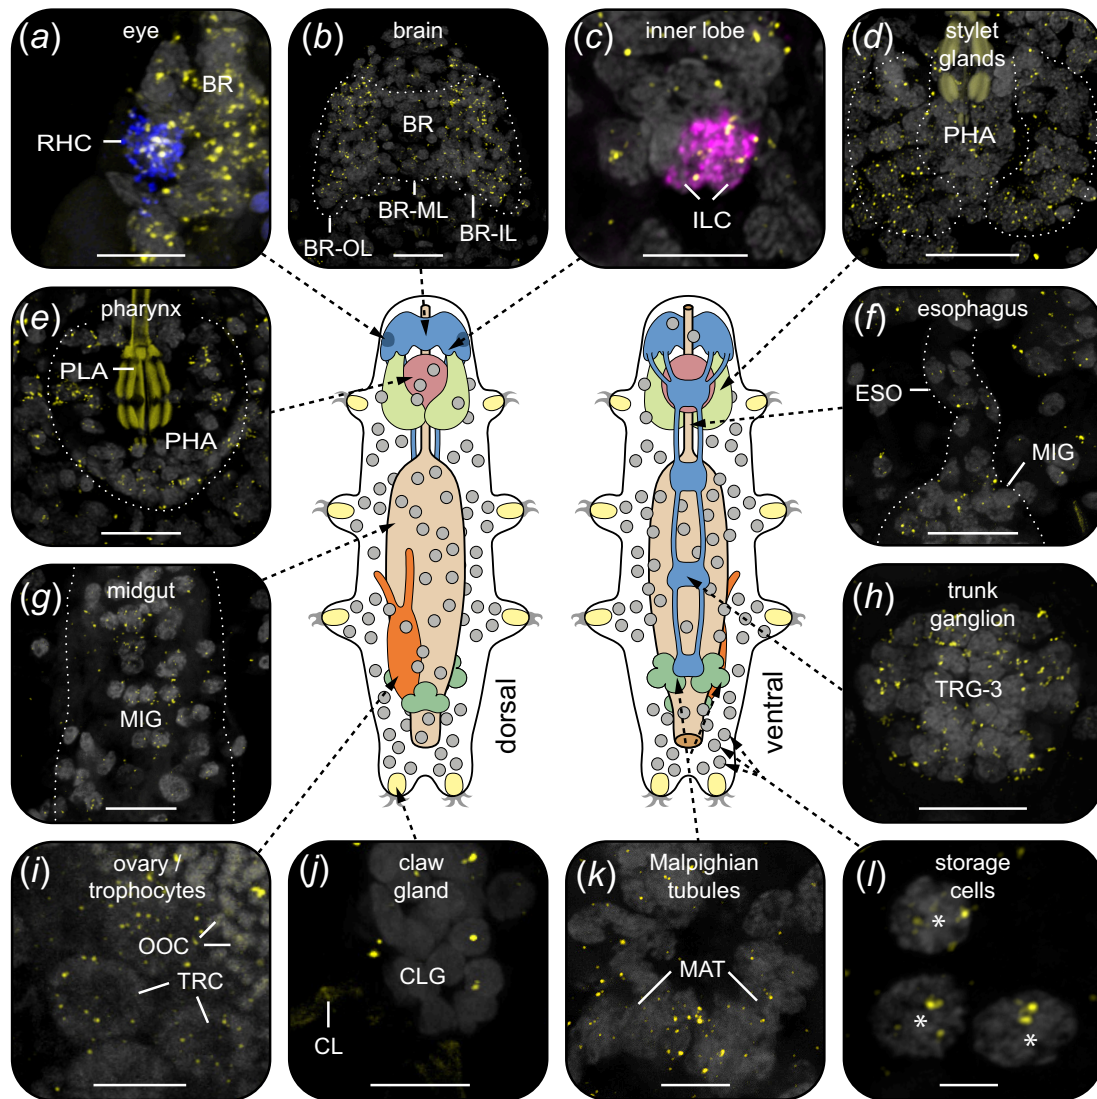 (a)
eye
BR
RHC
(b)
brain
BR
BR-ML
BR-OL
BR-IL
(c)
inner lobe
ILC
(d)
stylet
glands
PHA
(e)
pharynx
PLA
PHA
(f)
esophagus
ESO
MIG
(g)
midgut
MIG
(h)
trunk
ganglion
TRG-3
dorsal
ventral
(i)
ovary /
trophocytes
OOC
TRC
(j)
claw
gland
CLG
CL
(k)
Malpighian
tubules
MAT
(l)
storage
cells
*
*
*